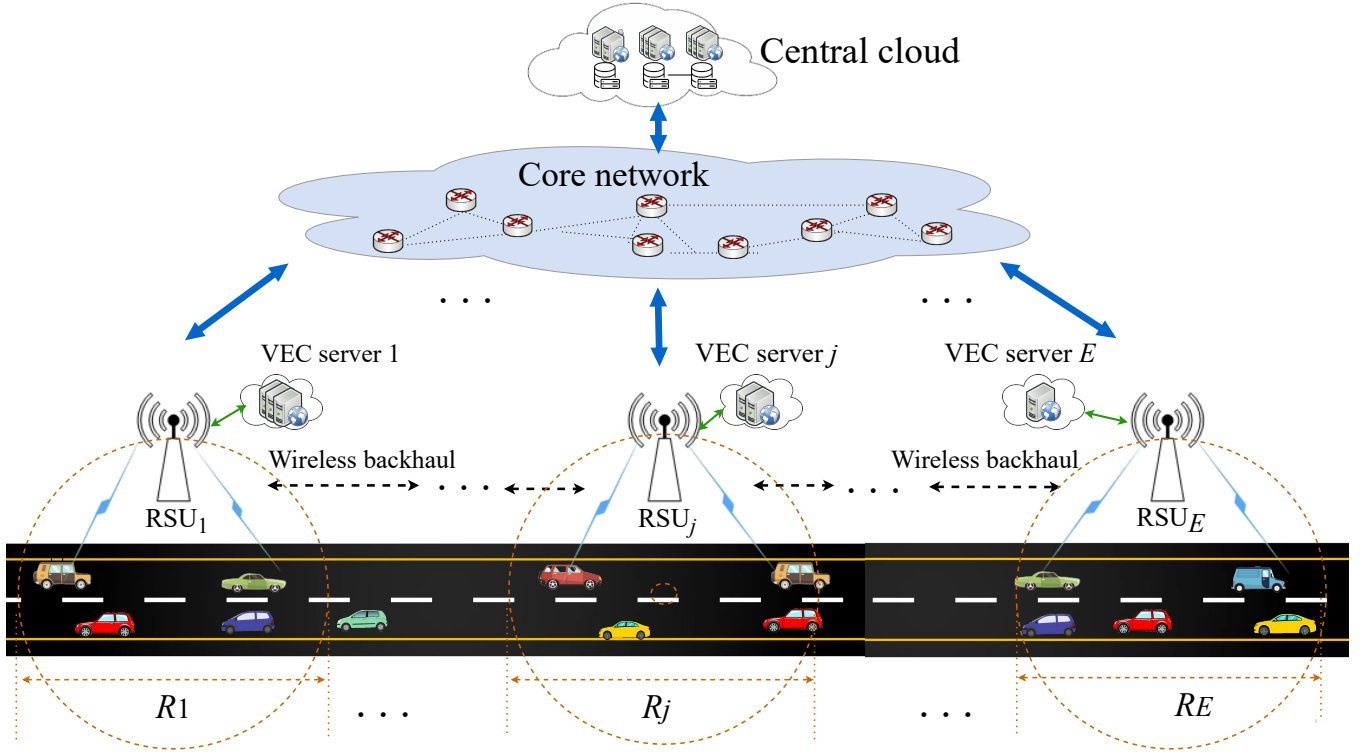 Central cloud
Core network
. . .
. . .
VEC server 1
VEC server j
VEC server E
Wireless backhaul
. . .
Wireless backhaul
. . .
RSU₁
RSUⱼ
RSU_E
R1
. . .
Rj
. . .
RE